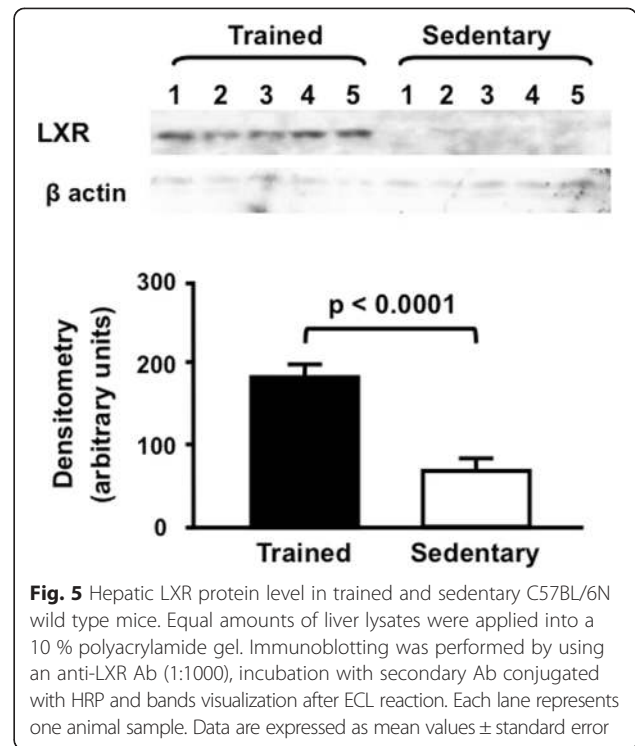 Trained Sedentary
1 2 3 4 5 1 2 3 4 5
LXR
β actin
300
p < 0.0001
200
100
0
Densitometry
(arbitrary units)
Trained Sedentary
Fig. 5 Hepatic LXR protein level in trained and sedentary C57BL/6N
wild type mice. Equal amounts of liver lysates were applied into a
10 % polyacrylamide gel. Immunoblotting was performed by using
an anti-LXR Ab (1:1000), incubation with secondary Ab conjugated
with HRP and bands visualization after ECL reaction. Each lane represents
one animal sample. Data are expressed as mean values ± standard error